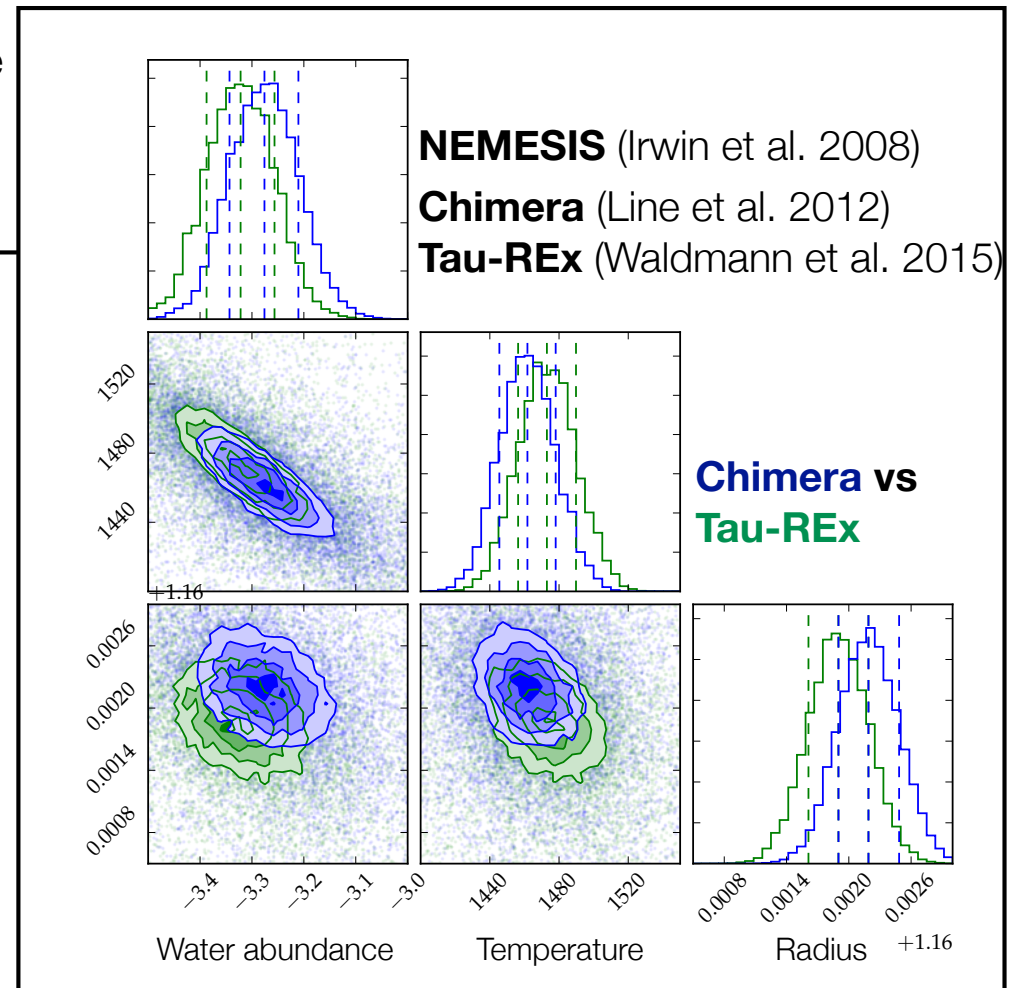 e
NEMESIS (Irwin et al. 2008)
Chimera (Line et al. 2012)
Tau-REx (Waldmann et al. 2015)
1520
1480
1440
Chimera vs
Tau-REx
+1.16
0.0026
0.0020
0.0014
0.0008
−3.4 −3.3 −3.2 −3.1 −3.0
1440 1480 1520
0.0008 0.0014 0.0020 0.0026
Water abundance Temperature Radius +1.16